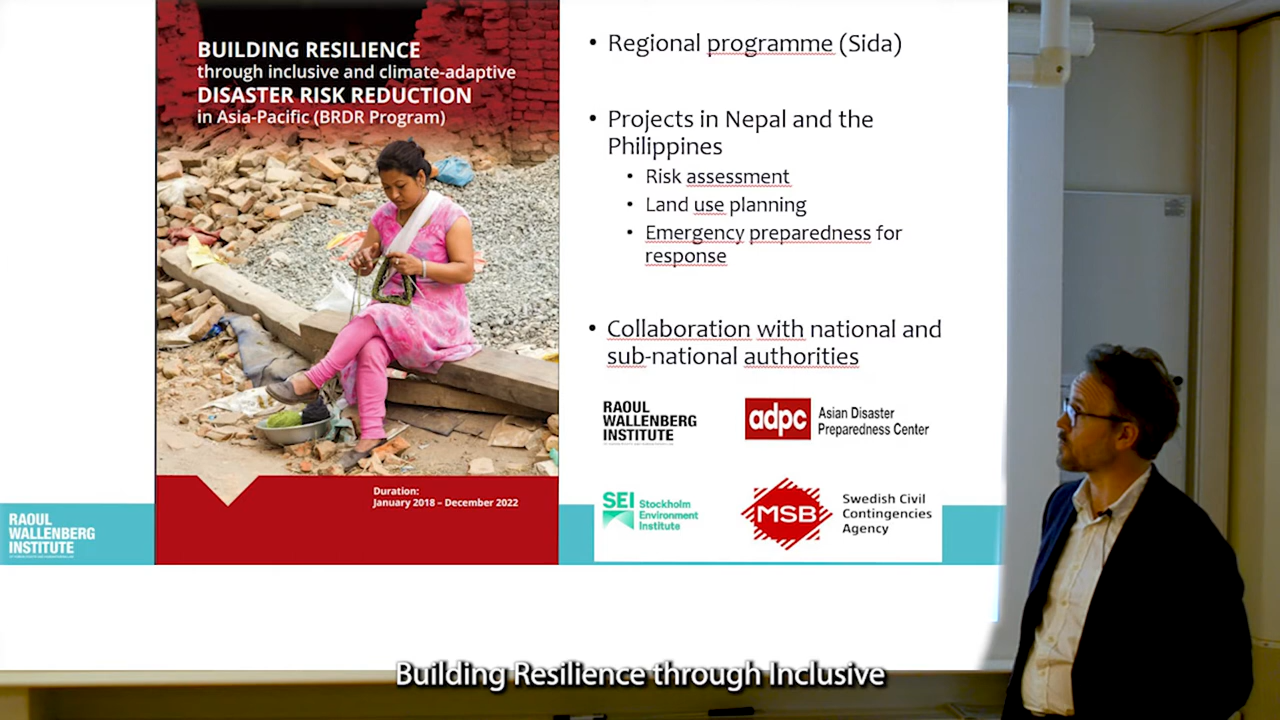 BUILDING RESILIENCE
through inclusive and climate-adaptive
DISASTER RISK REDUCTION
in Asia-Pacific (BRDR Program)
Duration:
January 2018 – December 2022
RAOUL
WALLENBERG
INSTITUTE
• Regional programme (Sida)
• Projects in Nepal and the
Philippines
• Risk assessment
• Land use planning
• Emergency preparedness for
response
• Collaboration with national and
sub-national authorities
RAOUL
WALLENBERG
INSTITUTE
adpc
Asian Disaster
Preparedness Center
SEI
Stockholm
Environment
Institute
MSB
Swedish Civil
Contingencies
Agency
Building Resilience through Inclusive